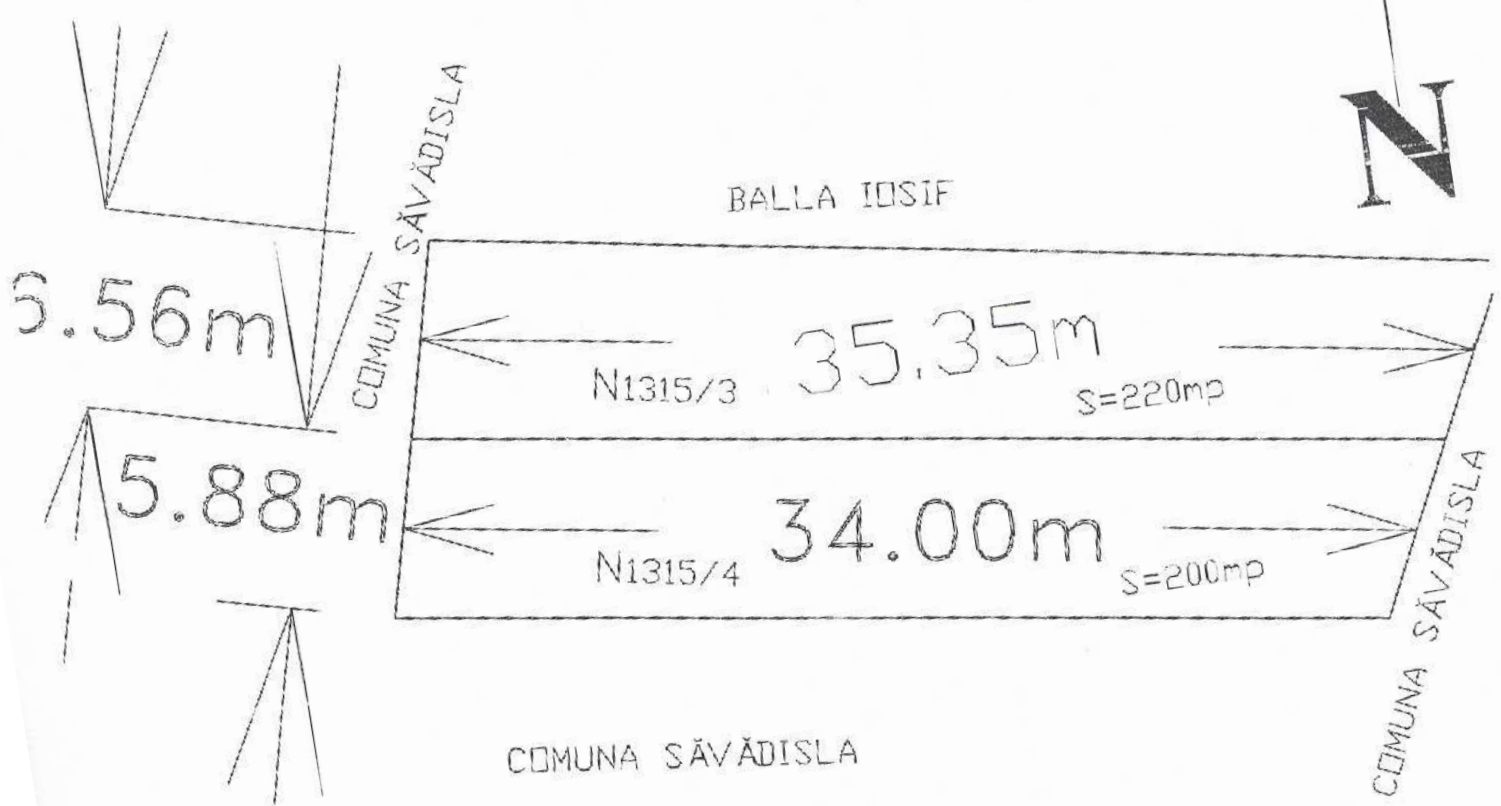 N
COMUNA SĂVĂDISLA
BALLA IOSIF
6.56m
35.35m
N1315/3
S=220mp
5.88m
34.00m
N1315/4
S=200mp
COMUNA SĂVĂDISLA
COMUNA SĂVĂDISLA